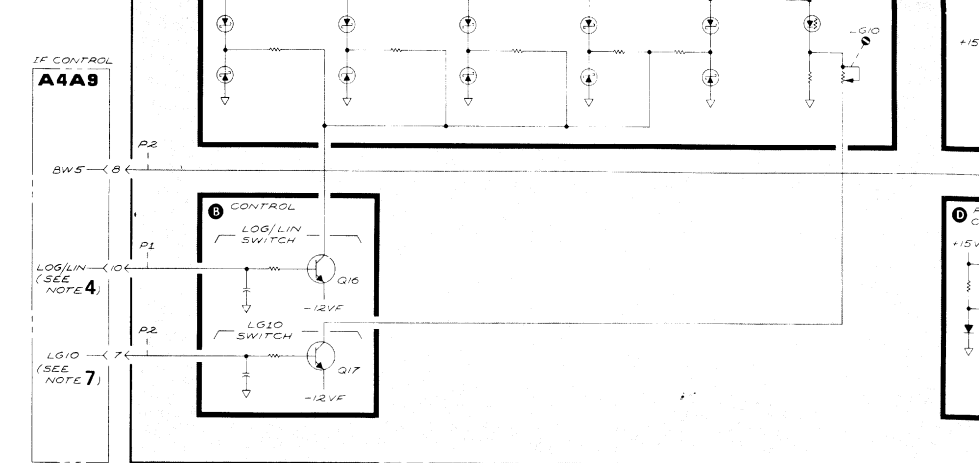 LG10
+15
IF CONTROL
A4A9
P2
BW5 8
B CONTROL
LOG/LIN
SWITCH
D
+15V
P1
LOG/LIN 10
(SEE
NOTE 4)
Q16
-12VF
LG10
SWITCH
P2
LG10 7
(SEE
NOTE 7)
Q17
-12VF